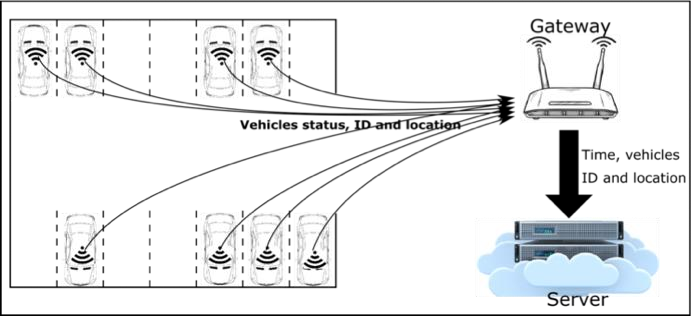 Gateway
Vehicles status, ID and location
Time, vehicles
ID and location
Server